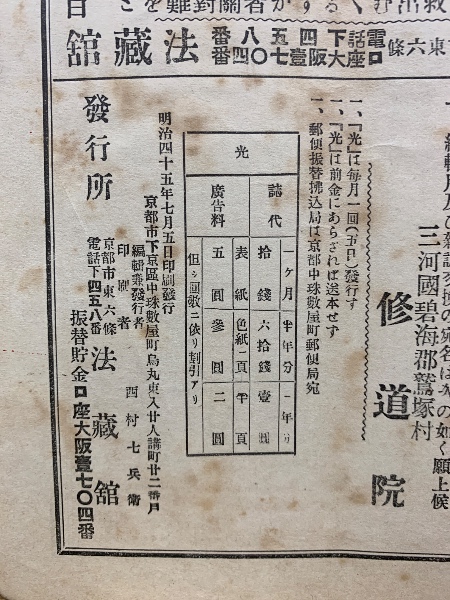 三河國碧海郡鷲塚村
修道院
一、『光』は毎月一回(五日)發行す
一、『光』は前金にあらざれば送本せず
一、郵便振替拂込局は京都中珠數屋町郵便局宛
光
誌代
一ヶ月 半年分 一年分
拾錢 六拾錢 壹圓
廣告料
表紙 色紙一頁 半頁
五圓 參圓 二圓
但シ回數ニ依リ割引アリ
明治四十五年七月五日印刷發行
京都市下京區中珠數屋町烏丸東入廿人講町廿二番戶
編輯兼發行者
印刷者
西村七兵衞
發行所
京都市東六條
電話下四五八番
法藏館
振替貯金口座大阪壹七〇四番
東六條
電話下四五八番
口座大阪壹七〇四番
法藏館